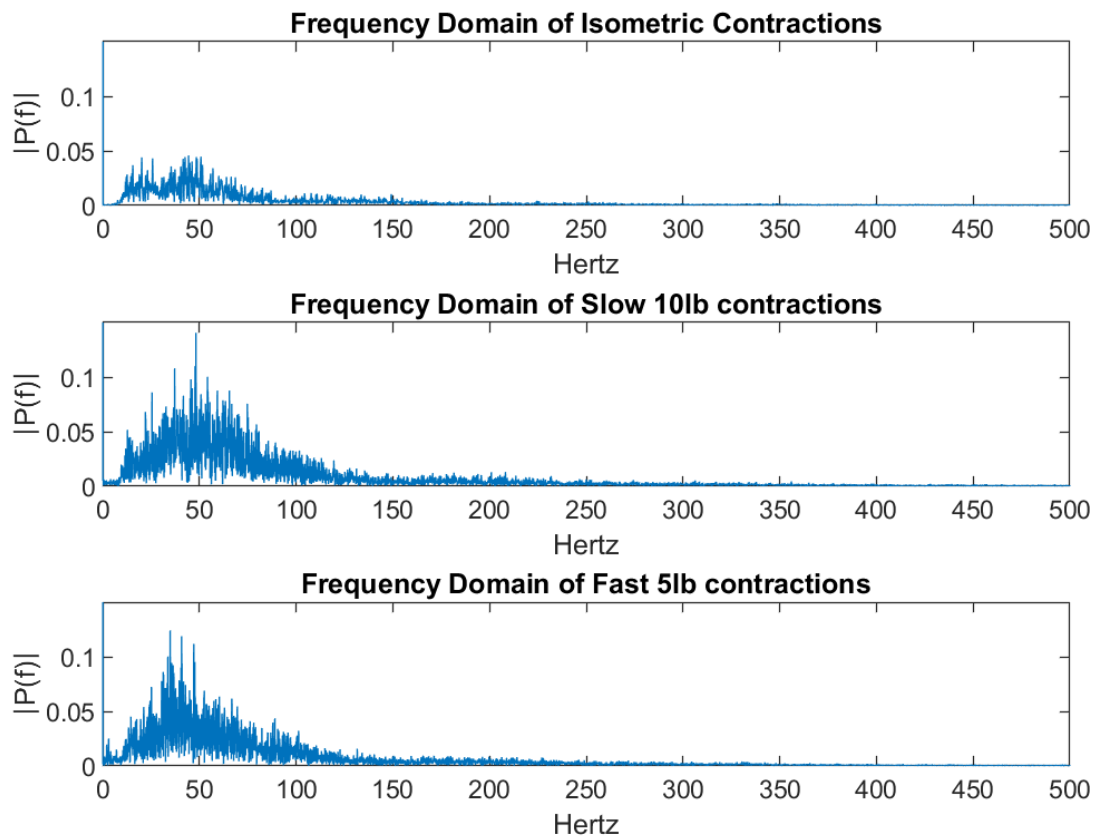 Frequency Domain of Isometric Contractions
|P(f)|
0.1
0.05
0
0 50 100 150 200 250 300 350 400 450 500
Hertz
Frequency Domain of Slow 10lb contractions
|P(f)|
0.1
0.05
0
0 50 100 150 200 250 300 350 400 450 500
Hertz
Frequency Domain of Fast 5lb contractions
|P(f)|
0.1
0.05
0
0 50 100 150 200 250 300 350 400 450 500
Hertz